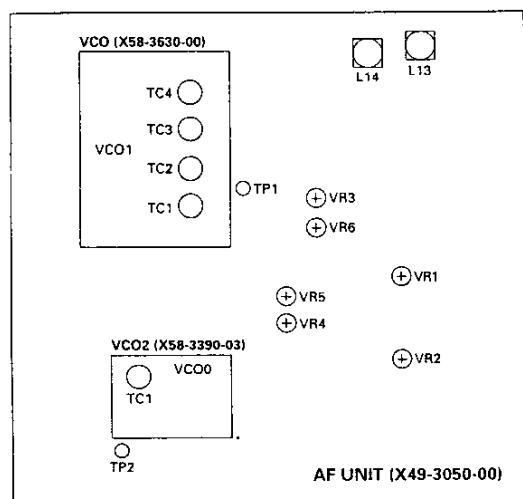 VCO (X58-3630-00)
L14
L13
TC4
TC3
VCO1
TC2
TC1
TP1
VR3
VR6
VR1
VR5
VR4
VCO2 (X58-3390-03)
VCO0
TC1
VR2
TP2
AF UNIT (X49-3050-00)